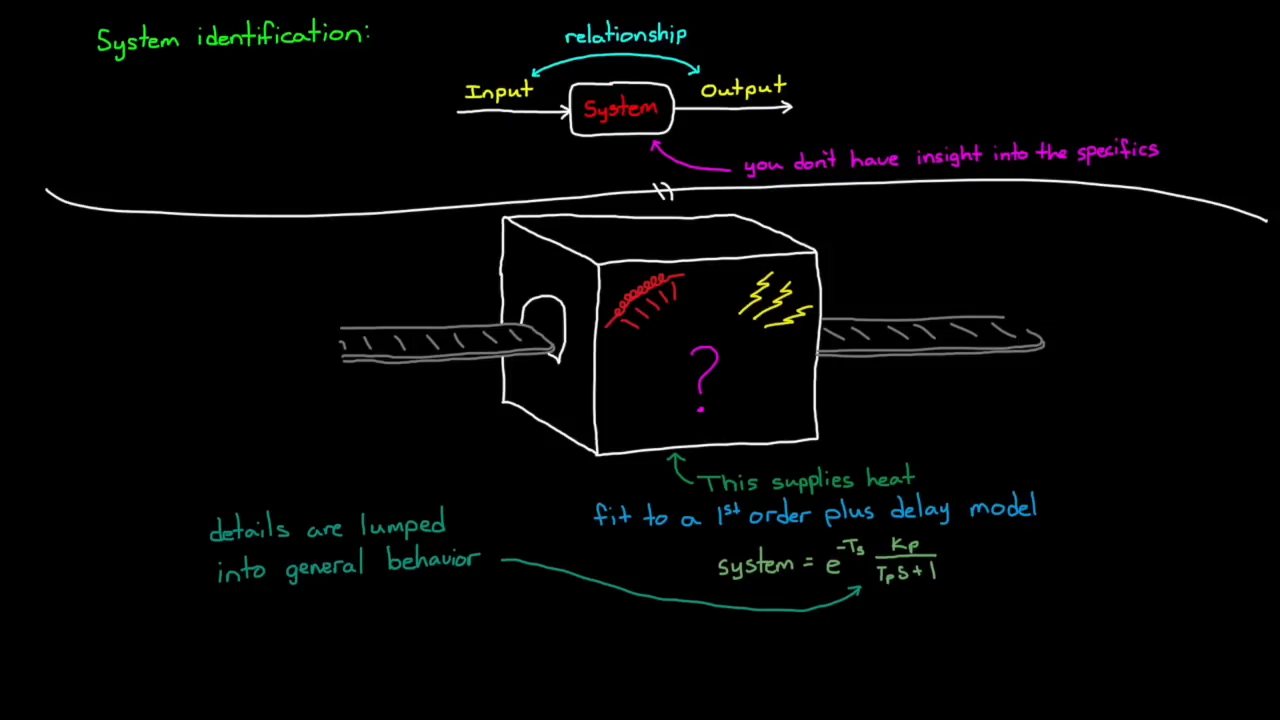 System identification:
relationship
Input
System
Output
you don't have insight into the specifics
?
This supplies heat
fit to a 1st order plus delay model
details are lumped
into general behavior
system = e^-Ts Kp/(Tps+1)